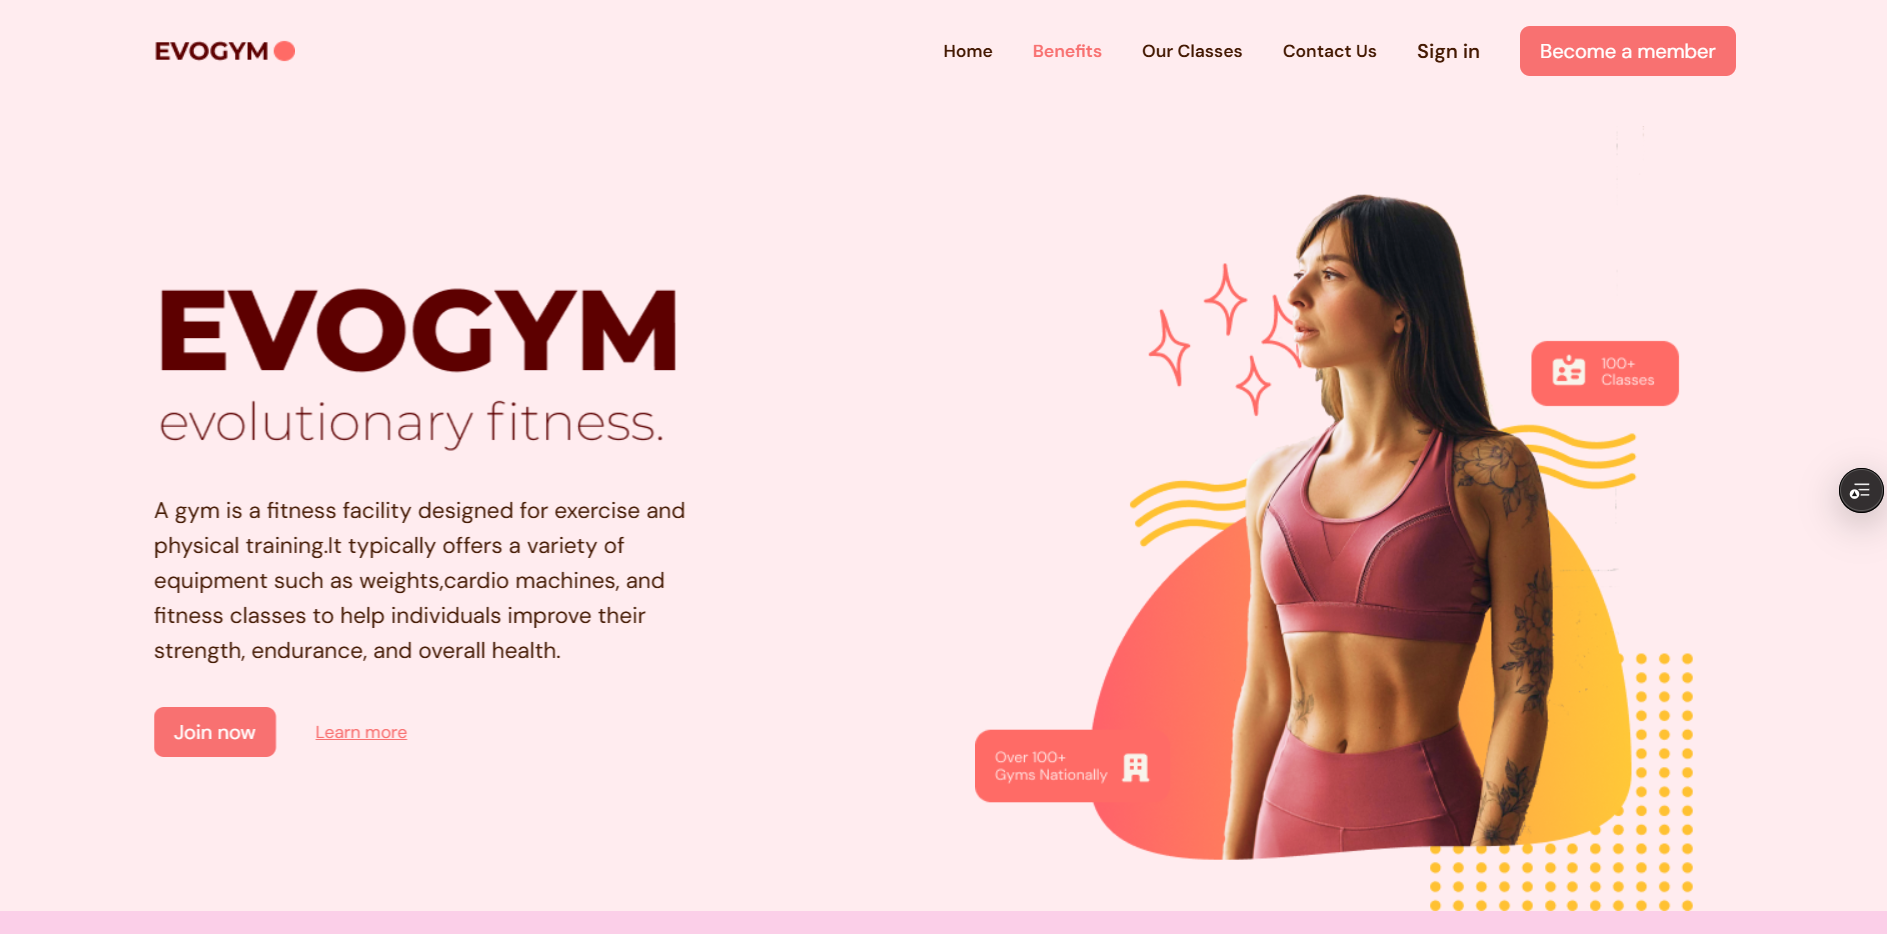 EVOGYM
Home
Benefits
Our Classes
Contact Us
Sign in
Become a member
EVOGYM
evolutionary fitness.
A gym is a fitness facility designed for exercise and
physical training.It typically offers a variety of
equipment such as weights,cardio machines, and
fitness classes to help individuals improve their
strength, endurance, and overall health.
Join now
Learn more
100+
Classes
Over 100+
Gyms Nationally